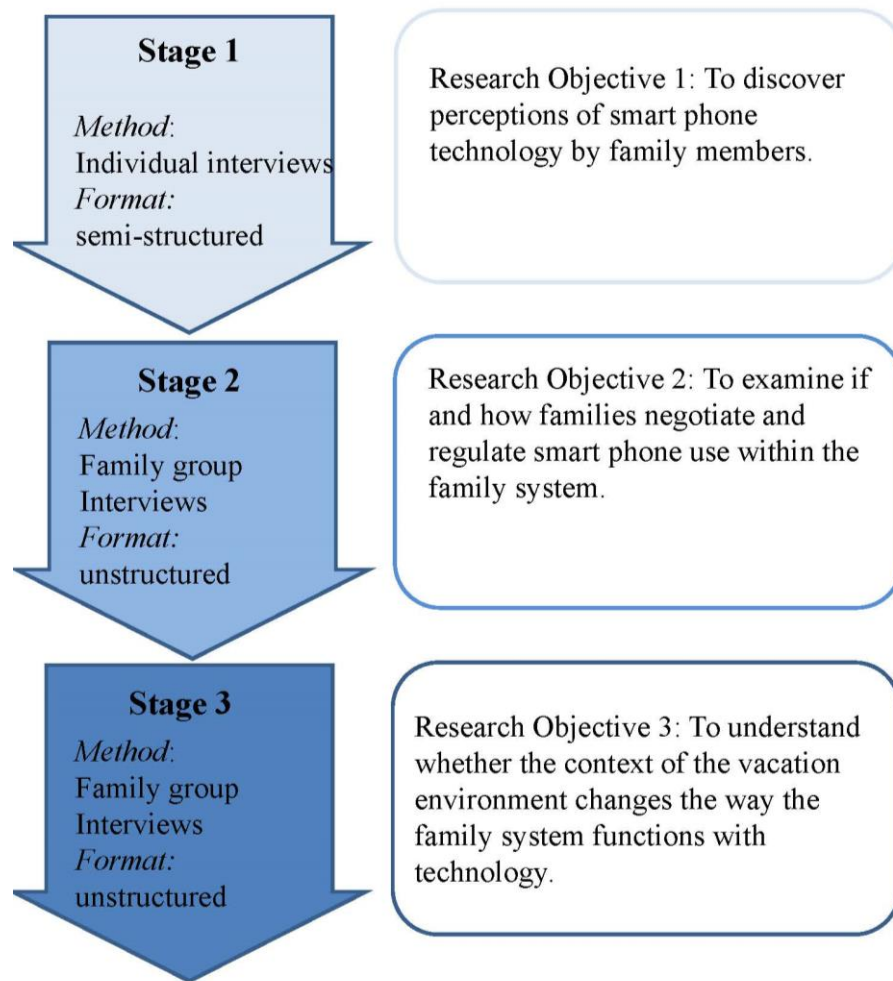 Stage 1
Method:
Individual interviews
Format:
semi-structured
Research Objective 1: To discover
perceptions of smart phone
technology by family members.
Stage 2
Method:
Family group
Interviews
Format:
unstructured
Research Objective 2: To examine if
and how families negotiate and
regulate smart phone use within the
family system.
Stage 3
Method:
Family group
Interviews
Format:
unstructured
Research Objective 3: To understand
whether the context of the vacation
environment changes the way the
family system functions with
technology.